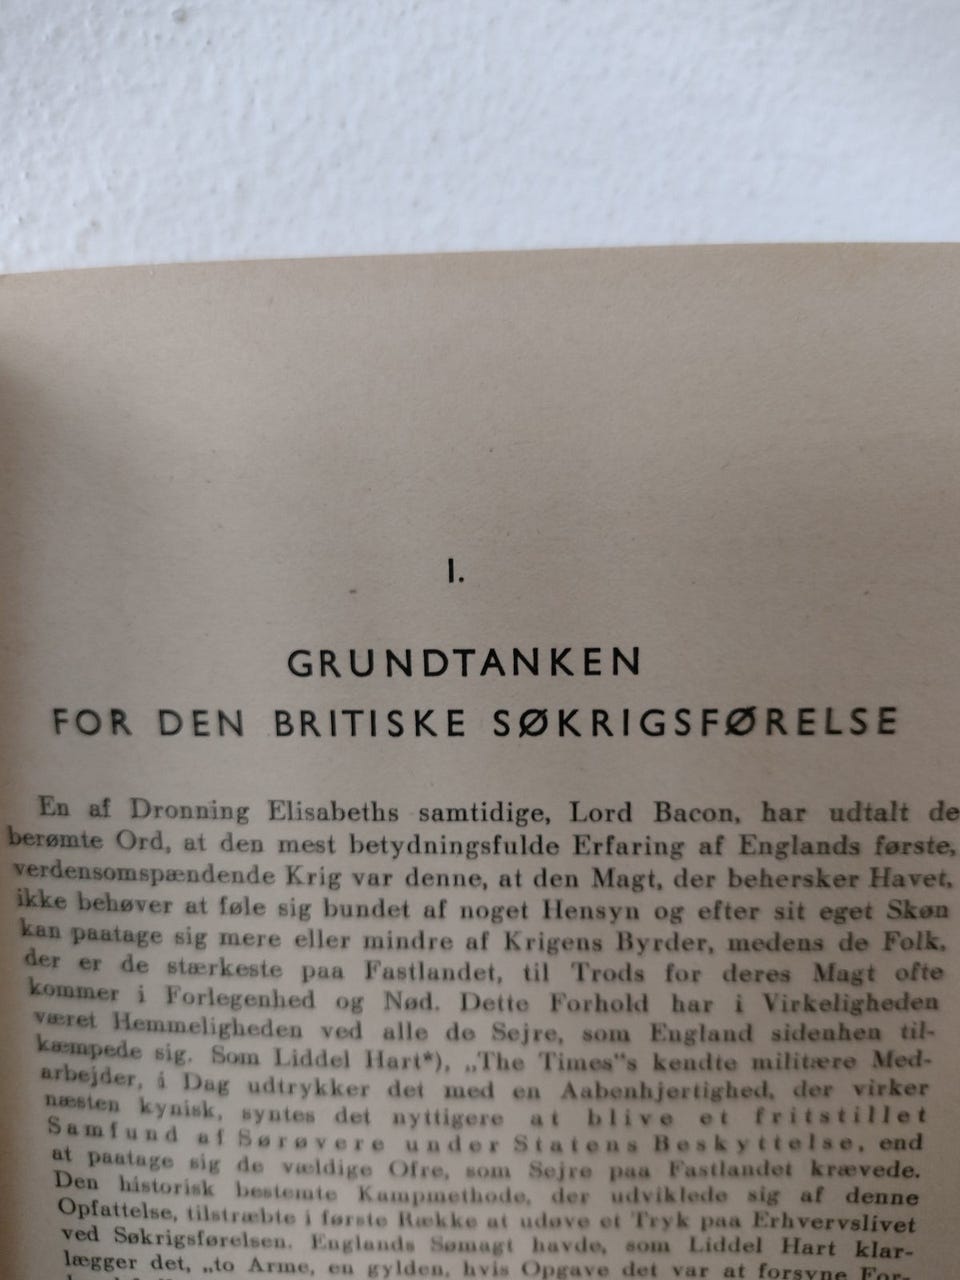 I.
GRUNDTANKEN
FOR DEN BRITISKE SØKRIGSFØRELSE
En af Dronning Elisabeths samtidige, Lord Bacon, har udtalt de
berømte Ord, at den mest betydningsfulde Erfaring af Englands første,
verdensomspændende Krig var denne, at den Magt, der behersker Havet,
ikke behøver at føle sig bundet af noget Hensyn og efter sit eget Skøn
kan paatage sig mere eller mindre af Krigens Byrder, medens de Folk,
der er de stærkeste paa Fastlandet, til Trods for deres Magt ofte
kommer i Forlegenhed og Nød. Dette Forhold har i Virkeligheden
været Hemmeligheden ved alle de Sejre, som England sidenhen til-
kæmpede sig. Som Liddel Hart*), „The Times"s kendte militære Med-
arbejder, i Dag udtrykker det med en Aabenhjertighed, der virker
næsten kynisk, syntes det nyttigere at blive et fritstillet
Samfund af Sørøvere under Statens Beskyttelse, end
at paatage sig de vældige Ofre, som Sejre paa Fastlandet krævede.
Den historisk bestemte Kampmethode, der udviklede sig af denne
Opfattelse, tilstræbte i første Række at udøve et Tryk paa Erhvervslivet
ved Søkrigsførelsen. Englands Sømagt havde, som Liddel Hart klar-
lægger det, „to Arme, en gylden, hvis Opgave det var at forsyne For-